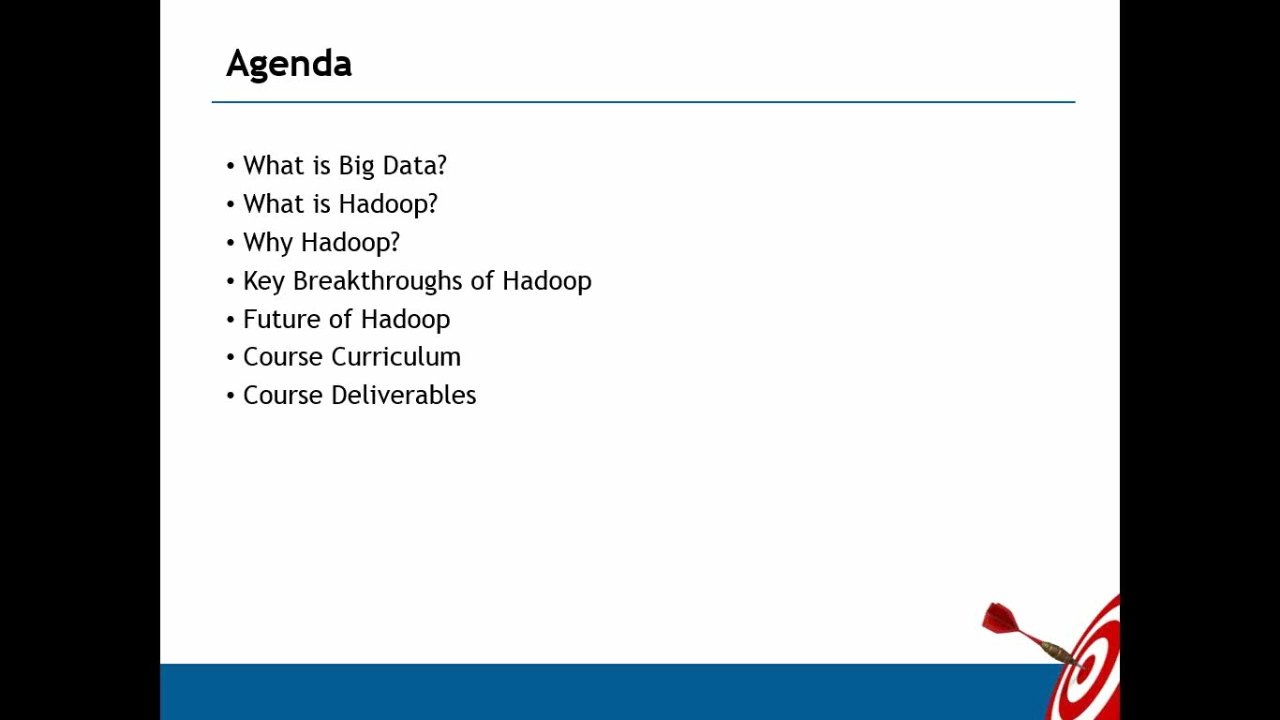 Agenda
• What is Big Data?
• What is Hadoop?
• Why Hadoop?
• Key Breakthroughs of Hadoop
• Future of Hadoop
• Course Curriculum
• Course Deliverables